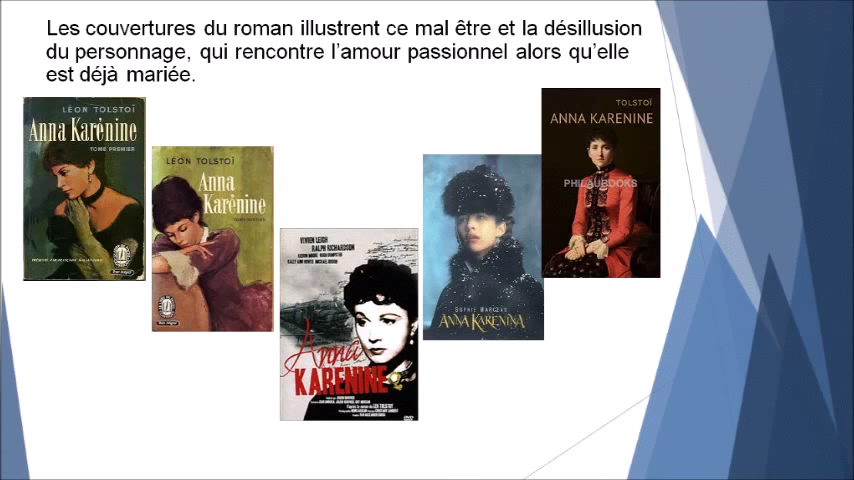 Les couvertures du roman illustrent ce mal être et la désillusion
du personnage, qui rencontre l’amour passionnel alors qu’elle
est déjà mariée.
LÉON TOLSTOÏ
Anna Karénine
TOME PREMIER
LÉON TOLSTOÏ
Anna
Karénine
VIVIEN LEIGH
RALPH RICHARDSON
Anna
KARENINE
DVD
SOPHIE MARCEAU
ANNA KARENINA
TOLSTOÏ
ANNA KARENINE
PHILAUBOOKS